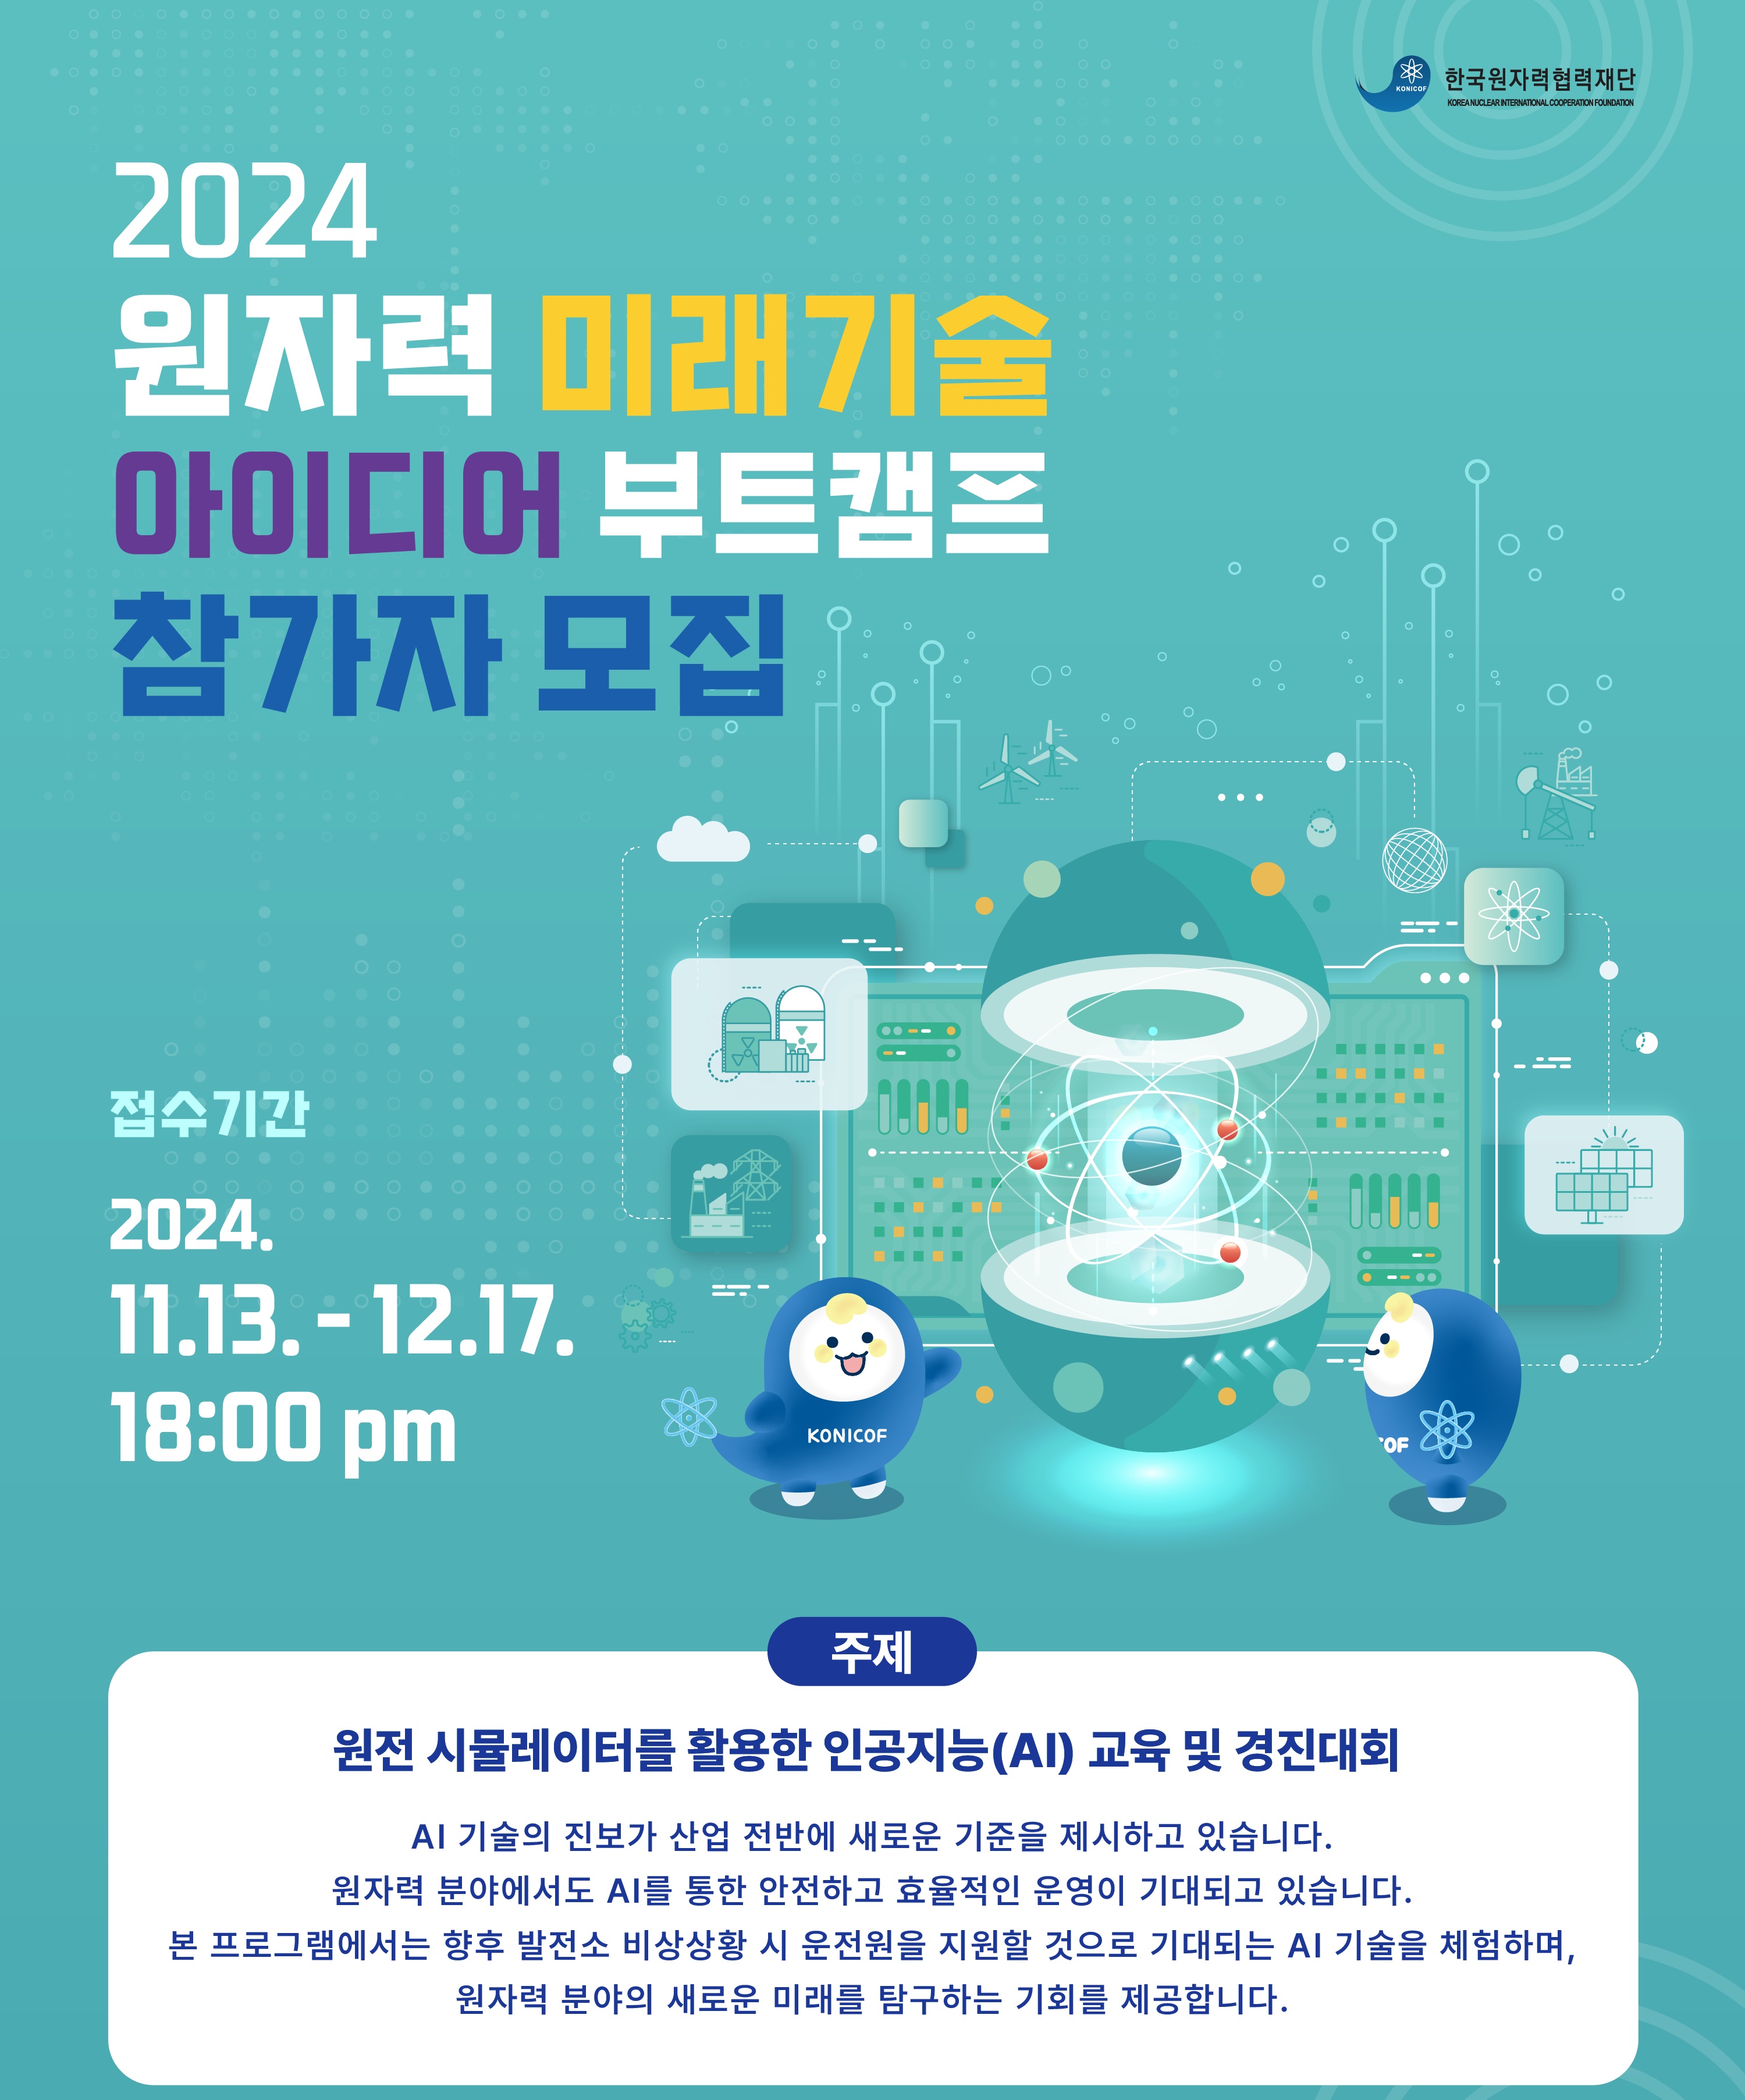 KONICOF
한국원자력협력재단
KOREA NUCLEAR INTERNATIONAL COOPERATION FOUNDATION
2024
원자력 미래기술
아이디어 부트캠프
참가자 모집
접수기간
2024.
11.13. - 12.17.
18:00 pm
KONICOF
COF
주제
원전 시뮬레이터를 활용한 인공지능(AI) 교육 및 경진대회
AI 기술의 진보가 산업 전반에 새로운 기준을 제시하고 있습니다.
원자력 분야에서도 AI를 통한 안전하고 효율적인 운영이 기대되고 있습니다.
본 프로그램에서는 향후 발전소 비상상황 시 운전원을 지원할 것으로 기대되는 AI 기술을 체험하며,
원자력 분야의 새로운 미래를 탐구하는 기회를 제공합니다.